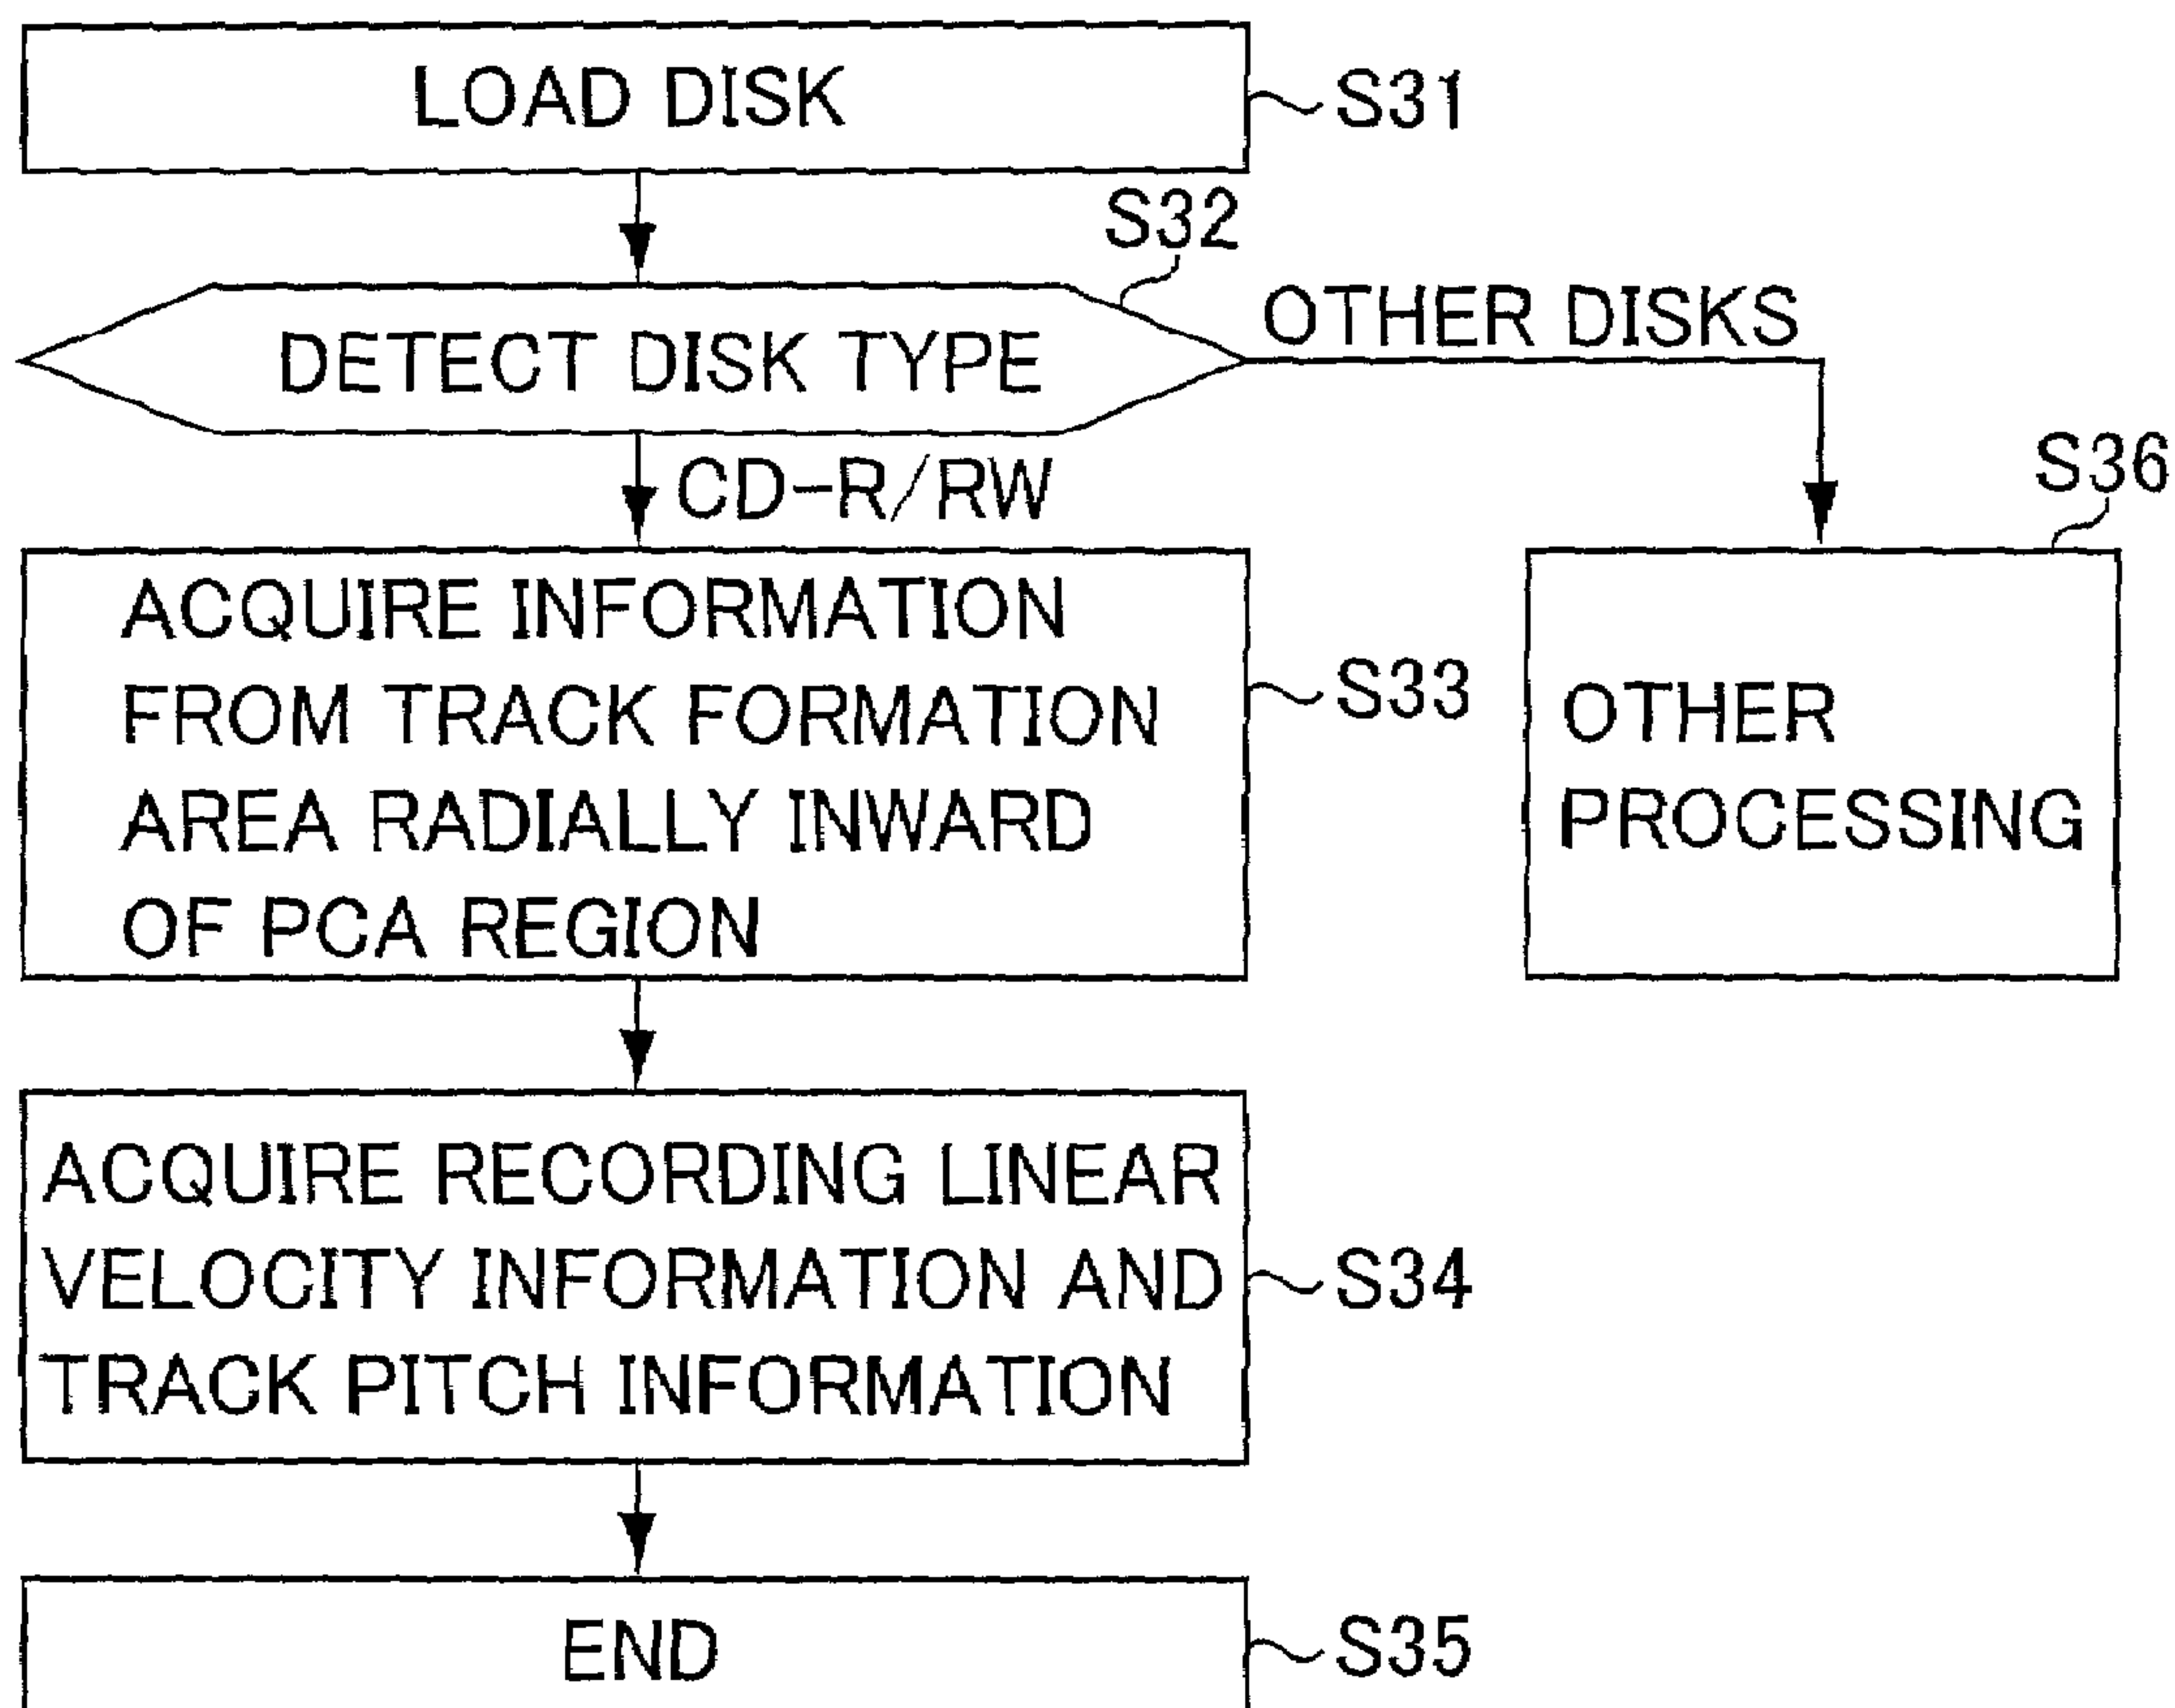 LOAD DISK
S31
S32
DETECT DISK TYPE
OTHER DISKS
CD-R/RW
S36
ACQUIRE INFORMATION
FROM TRACK FORMATION
AREA RADIALLY INWARD
OF PCA REGION
S33
OTHER
PROCESSING
ACQUIRE RECORDING LINEAR
VELOCITY INFORMATION AND
TRACK PITCH INFORMATION
S34
END
S35